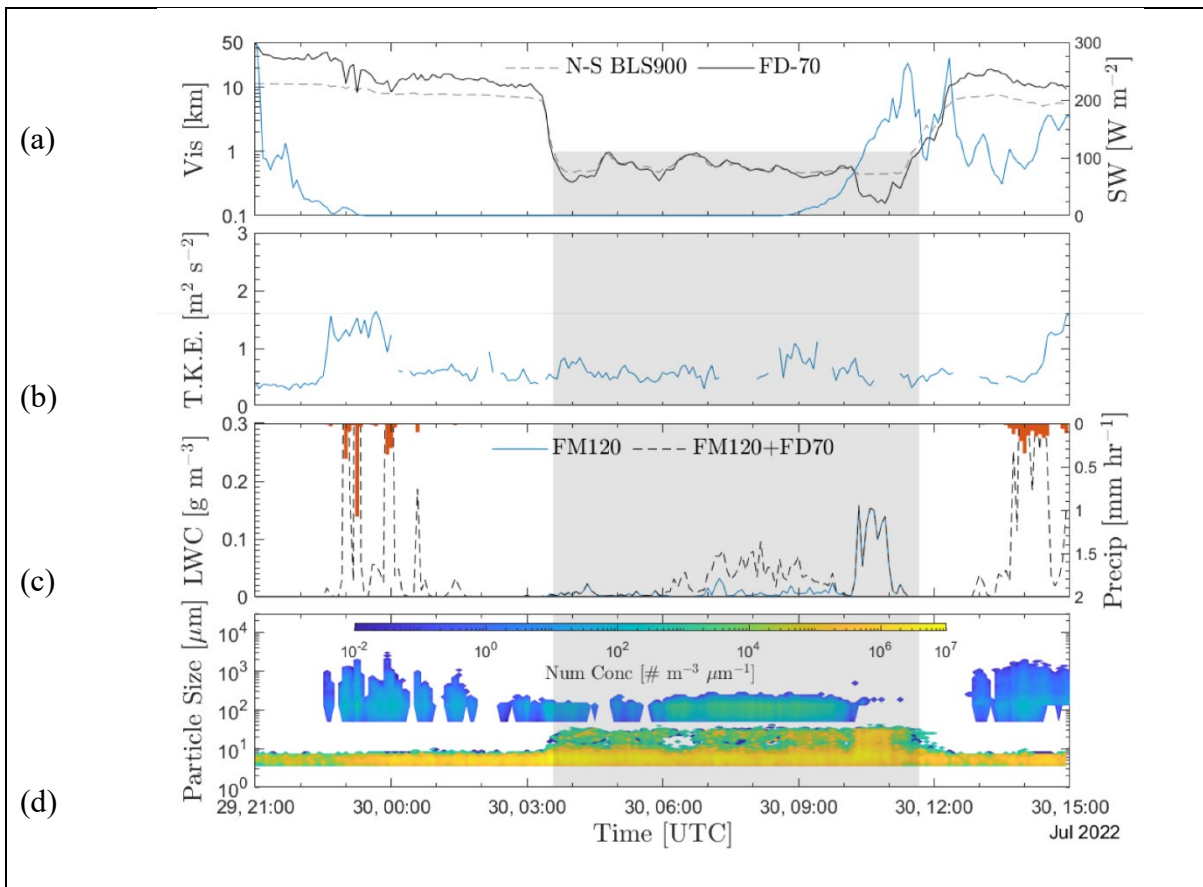 (a)
50
10
1
0.1
Vis [km]
N-S BLS900
FD-70
300
200
100
0
SW [W m⁻²]
(b)
3
2
1
0
T.K.E. [m² s⁻²]
(c)
0.3
0.2
0.1
0
LWC [g m⁻³]
FM120
FM120+FD70
0
0.5
1
1.5
2
Precip [mm hr⁻¹]
(d)
10⁴
10³
10²
10¹
10⁰
Particle Size [μm]
10⁻² 10⁰ 10² 10⁴ 10⁶ 10⁷
Num Conc [# m⁻³ μm⁻¹]
29, 21:00 30, 00:00 30, 03:00 30, 06:00 30, 09:00 30, 12:00 30, 15:00
Time [UTC]
Jul 2022